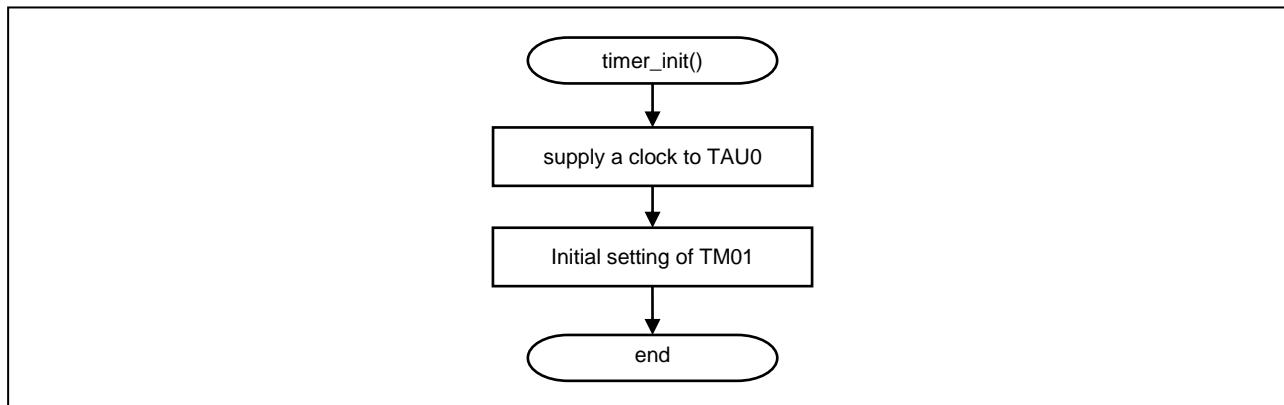 timer_init()
supply a clock to TAU0
Initial setting of TM01
end